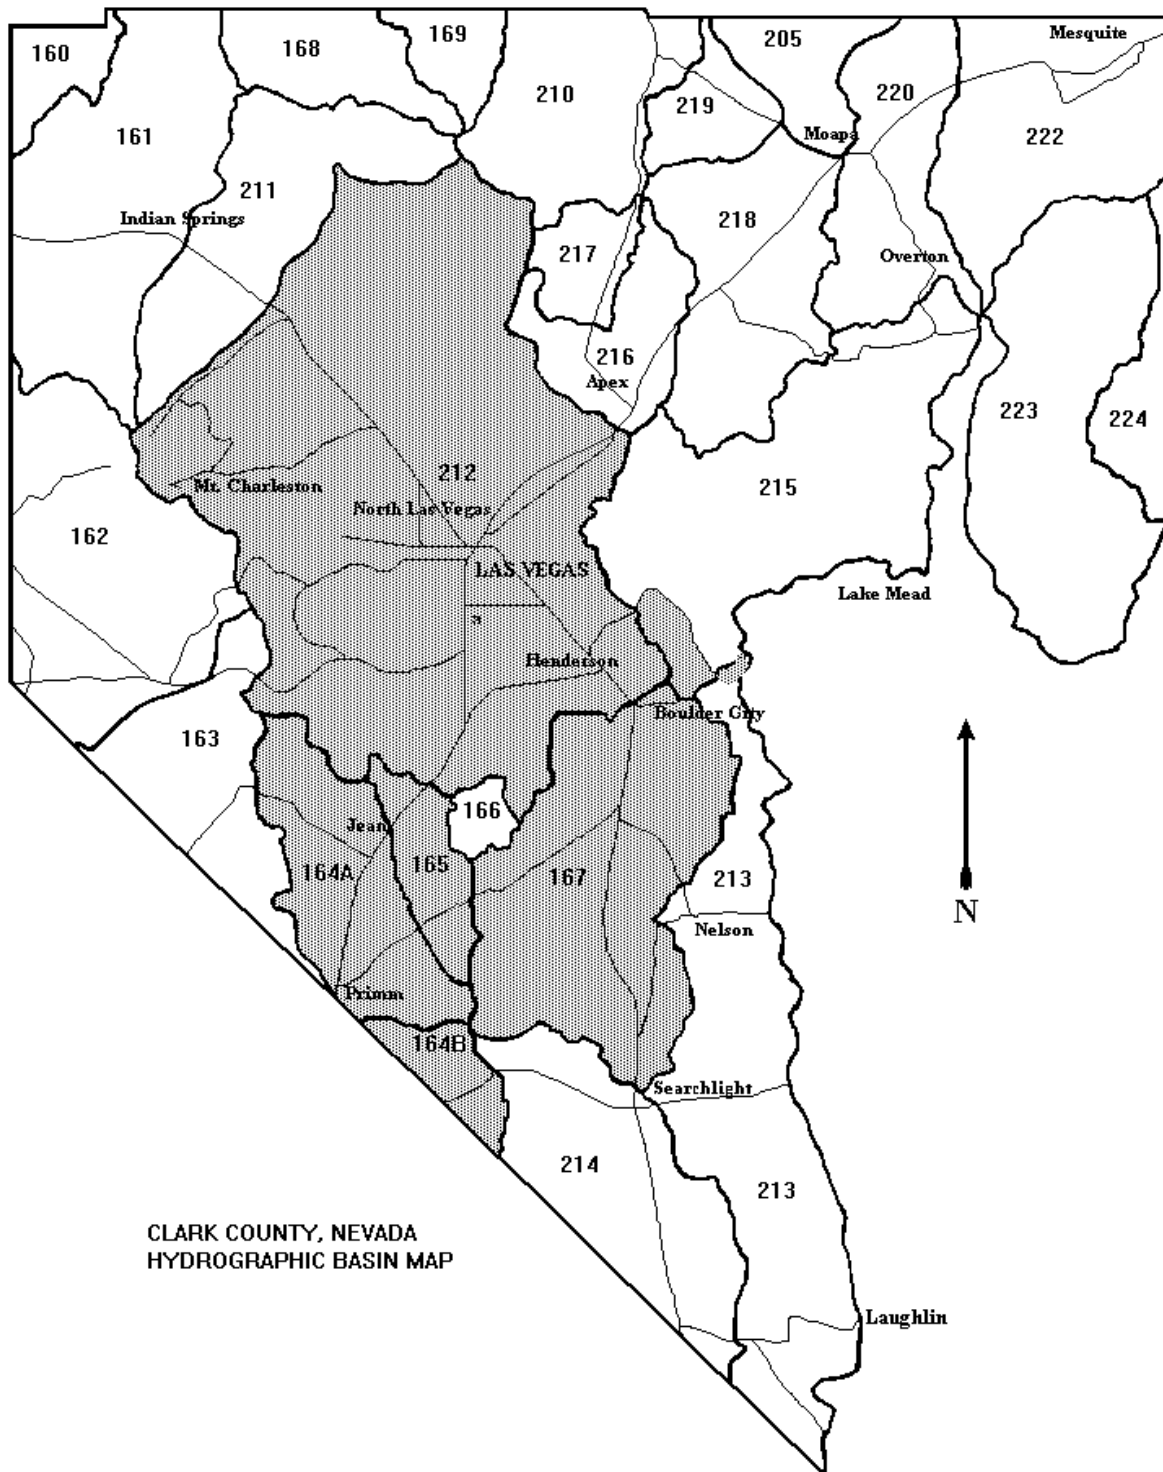 160
168
169
205
Mesquite
210
219
220
161
Moapa
222
211
Indian Springs
218
217
Overton
216
Apex
223
224
212
Mt. Charleston
215
North Las Vegas
162
LAS VEGAS
Lake Mead
Henderson
Boulder City
163
166
Jean
165
164A
167
213
N
Nelson
Primm
164B
Searchlight
214
213
CLARK COUNTY, NEVADA
HYDROGRAPHIC BASIN MAP
Laughlin